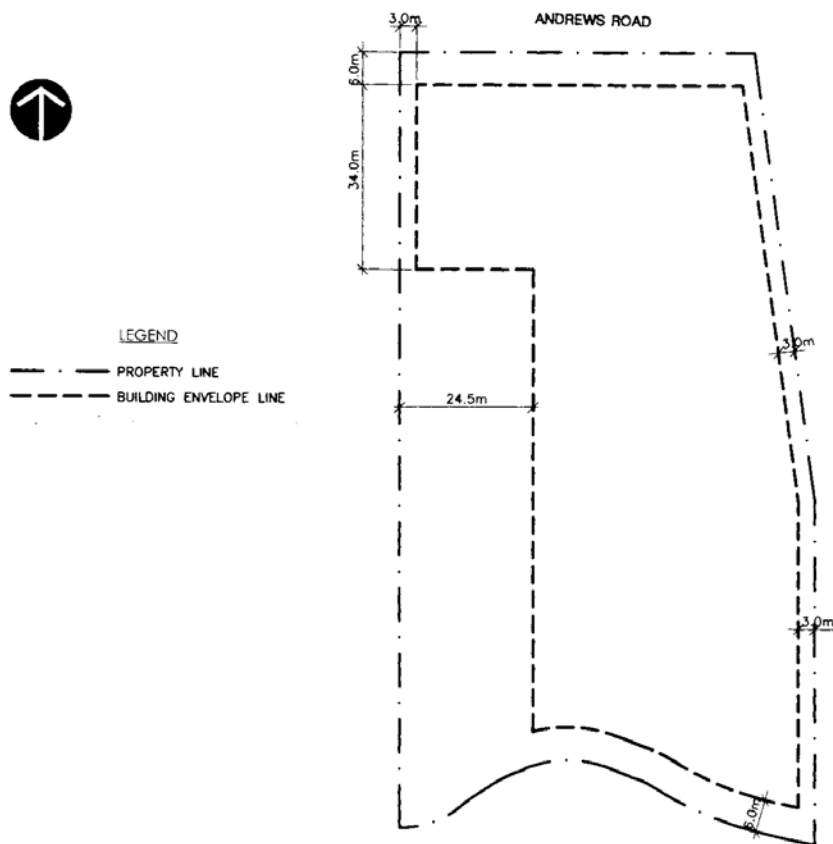 3.0m
ANDREWS ROAD
6.0m
34.0m
LEGEND
PROPERTY LINE
BUILDING ENVELOPE LINE
3.0m
24.5m
3.0m
6.0m